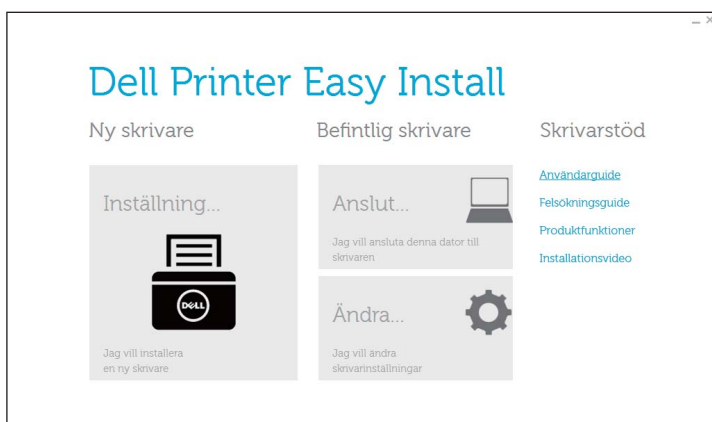 Dell Printer Easy Install
Ny skrivare
Inställning...
DELL
Jag vill installera
en ny skrivare
Befintlig skrivare
Anslut...
Jag vill ansluta denna dator till
skrivaren
Ändra...
Jag vill ändra
skrivarinställningar
Skrivarstöd
Användarguide
Felsökningsguide
Produktfunktioner
Installationsvideo